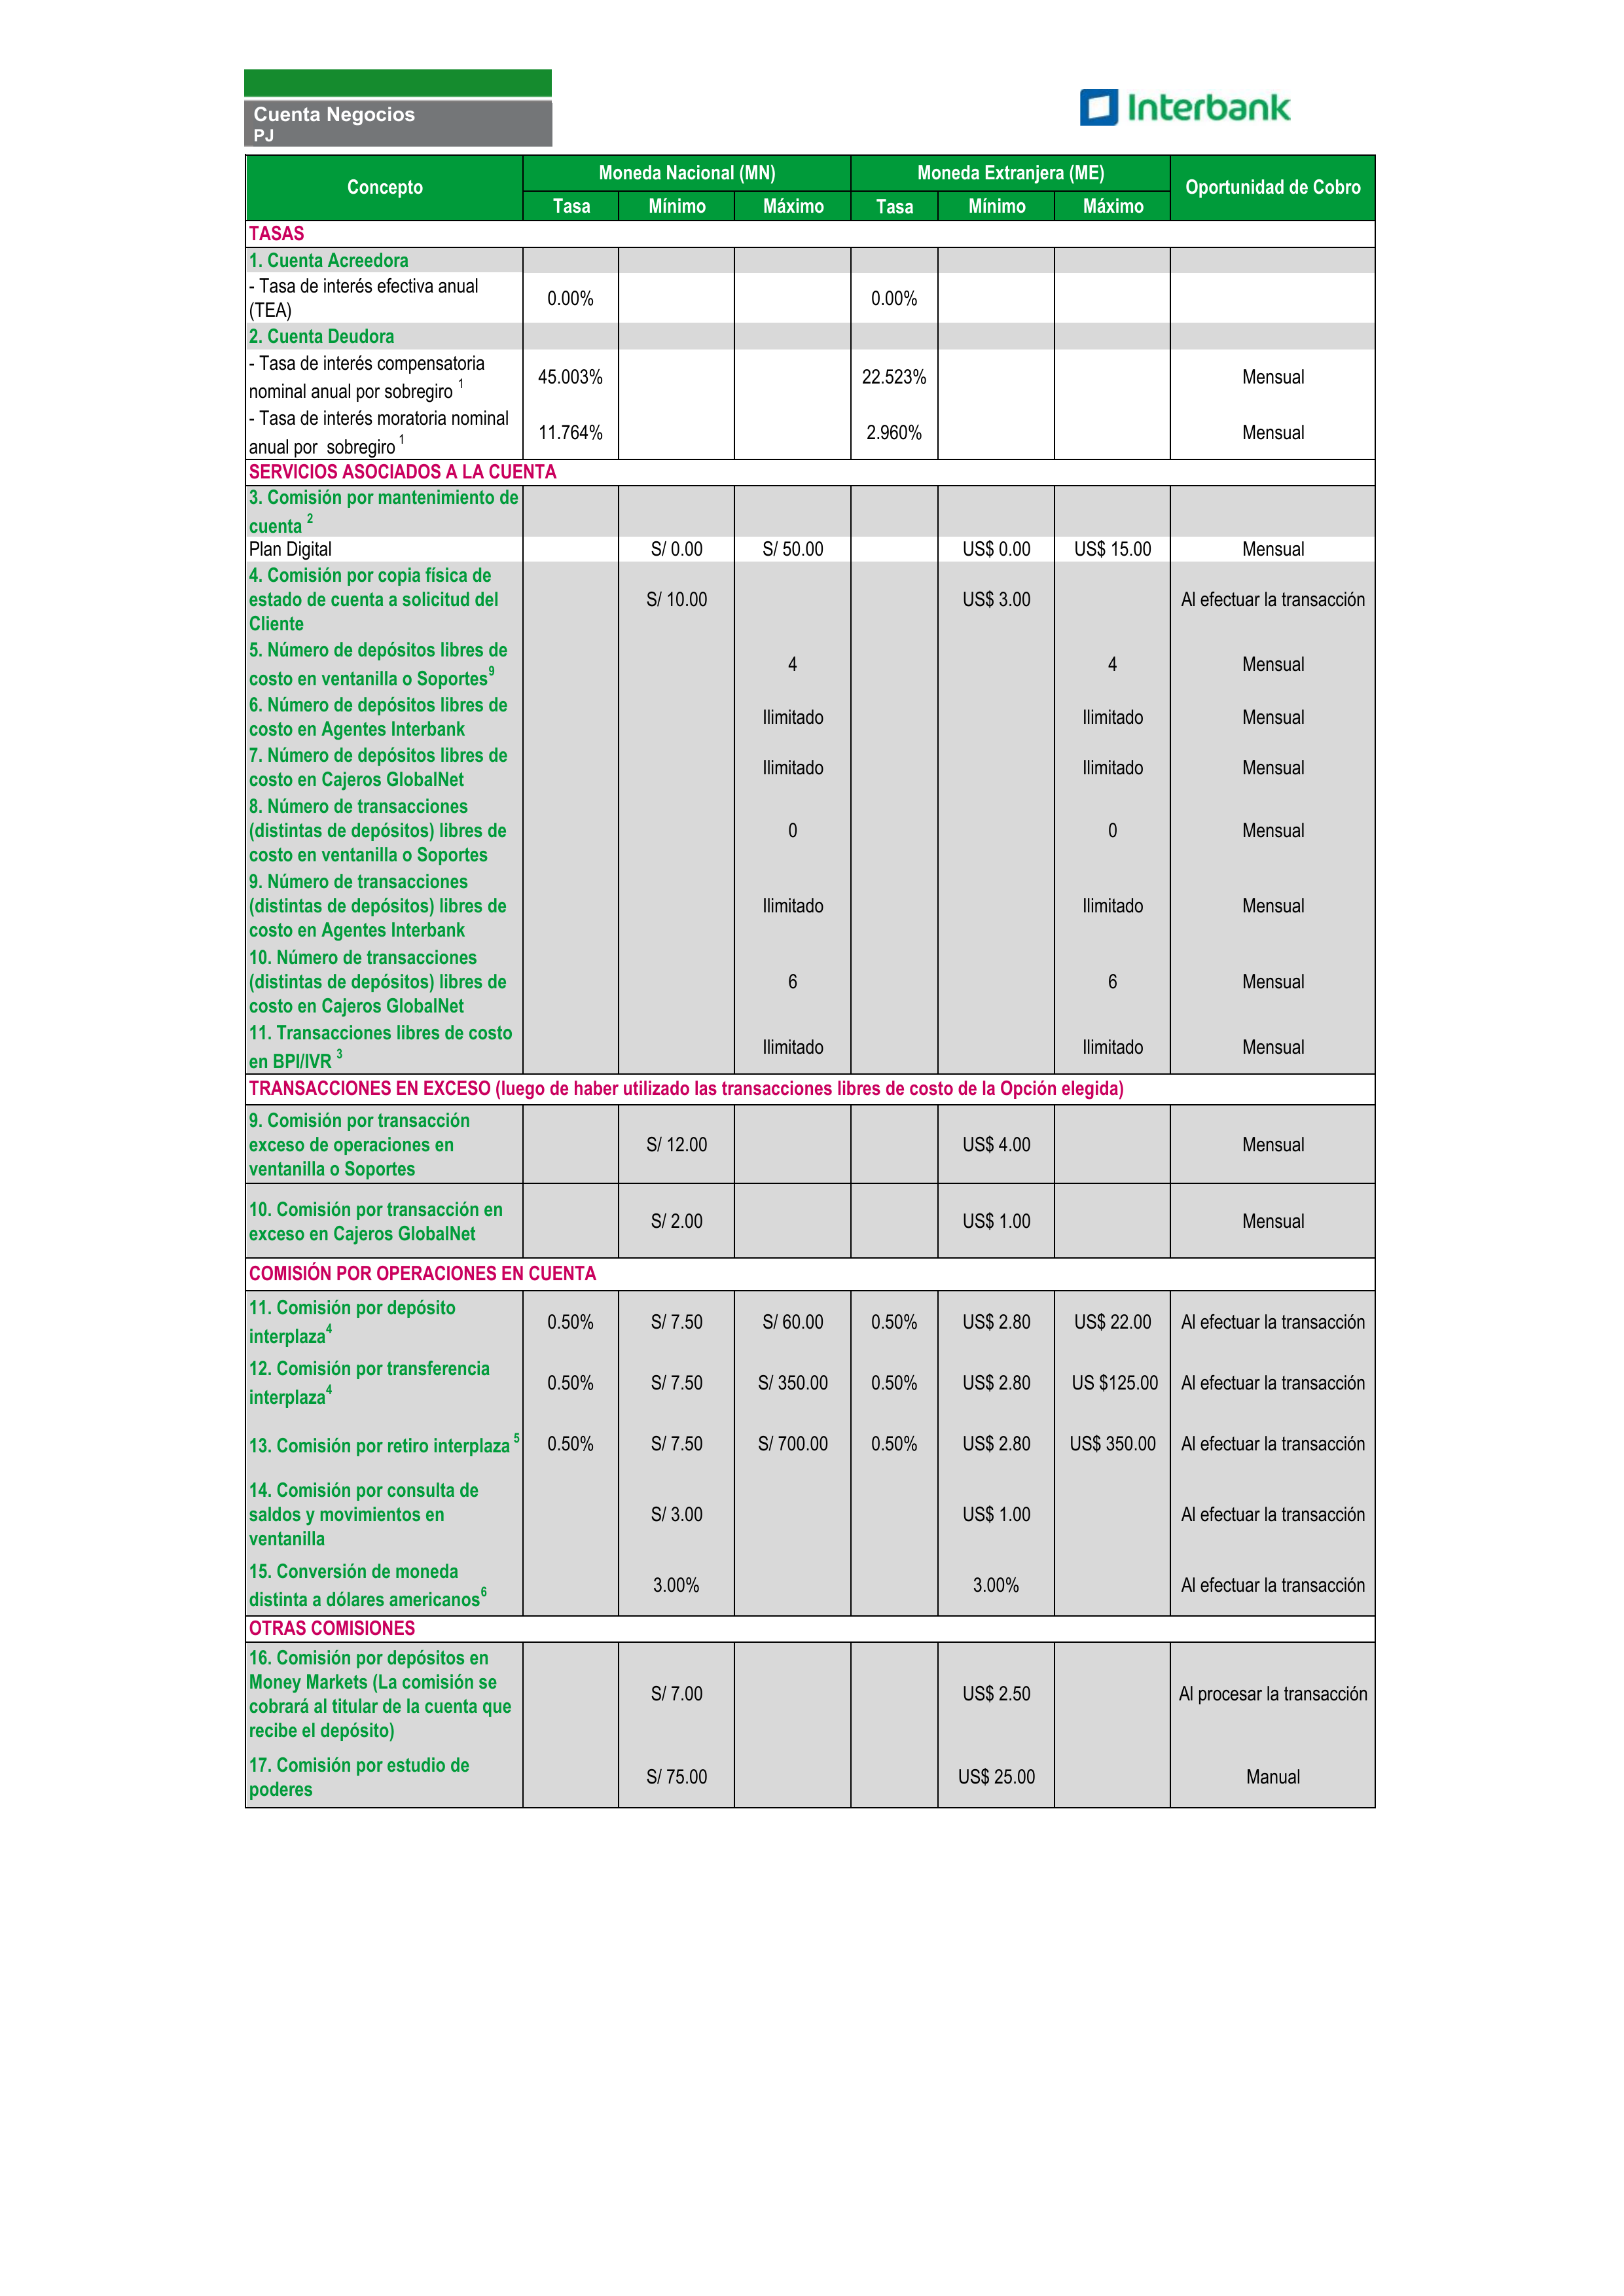 Cuenta Negocios
PJ
Interbank
Concepto
Moneda Nacional (MN)
Moneda Extranjera (ME)
Oportunidad de Cobro
Tasa
Mínimo
Máximo
Tasa
Mínimo
Máximo
TASAS
1. Cuenta Acreedora
- Tasa de interés efectiva anual
(TEA)
0.00%
0.00%
2. Cuenta Deudora
- Tasa de interés compensatoria
nominal anual por sobregiro 1
45.003%
22.523%
Mensual
- Tasa de interés moratoria nominal
anual por sobregiro 1
11.764%
2.960%
Mensual
SERVICIOS ASOCIADOS A LA CUENTA
3. Comisión por mantenimiento de
cuenta 2
Plan Digital
S/ 0.00
S/ 50.00
US$ 0.00
US$ 15.00
Mensual
4. Comisión por copia física de
estado de cuenta a solicitud del
Cliente
S/ 10.00
US$ 3.00
Al efectuar la transacción
5. Número de depósitos libres de
costo en ventanilla o Soportes9
4
4
Mensual
6. Número de depósitos libres de
costo en Agentes Interbank
Ilimitado
Ilimitado
Mensual
7. Número de depósitos libres de
costo en Cajeros GlobalNet
Ilimitado
Ilimitado
Mensual
8. Número de transacciones
(distintas de depósitos) libres de
costo en ventanilla o Soportes
0
0
Mensual
9. Número de transacciones
(distintas de depósitos) libres de
costo en Agentes Interbank
Ilimitado
Ilimitado
Mensual
10. Número de transacciones
(distintas de depósitos) libres de
costo en Cajeros GlobalNet
6
6
Mensual
11. Transacciones libres de costo
en BPI/IVR 3
Ilimitado
Ilimitado
Mensual
TRANSACCIONES EN EXCESO (luego de haber utilizado las transacciones libres de costo de la Opción elegida)
9. Comisión por transacción
exceso de operaciones en
ventanilla o Soportes
S/ 12.00
US$ 4.00
Mensual
10. Comisión por transacción en
exceso en Cajeros GlobalNet
S/ 2.00
US$ 1.00
Mensual
COMISIÓN POR OPERACIONES EN CUENTA
11. Comisión por depósito
interplaza4
0.50%
S/ 7.50
S/ 60.00
0.50%
US$ 2.80
US$ 22.00
Al efectuar la transacción
12. Comisión por transferencia
interplaza4
0.50%
S/ 7.50
S/ 350.00
0.50%
US$ 2.80
US $125.00
Al efectuar la transacción
13. Comisión por retiro interplaza 5
0.50%
S/ 7.50
S/ 700.00
0.50%
US$ 2.80
US$ 350.00
Al efectuar la transacción
14. Comisión por consulta de
saldos y movimientos en
ventanilla
S/ 3.00
US$ 1.00
Al efectuar la transacción
15. Conversión de moneda
distinta a dólares americanos6
3.00%
3.00%
Al efectuar la transacción
OTRAS COMISIONES
16. Comisión por depósitos en
Money Markets (La comisión se
cobrará al titular de la cuenta que
recibe el depósito)
S/ 7.00
US$ 2.50
Al procesar la transacción
17. Comisión por estudio de
poderes
S/ 75.00
US$ 25.00
Manual